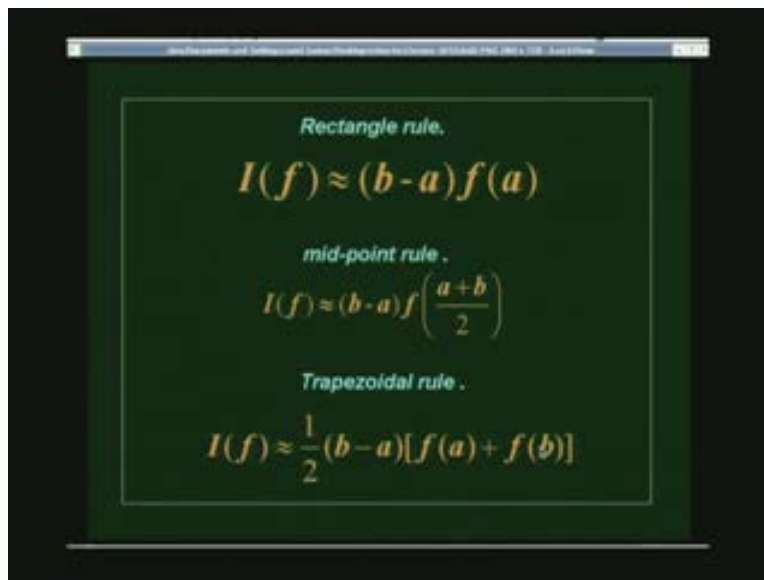 Rectangle rule.
I(f) ≈ (b - a) f(a)
mid-point rule .
I(f) ≈ (b - a) f((a + b)/2)
Trapezoidal rule .
I(f) ≈ 1/2 (b − a)[f(a) + f(b)]